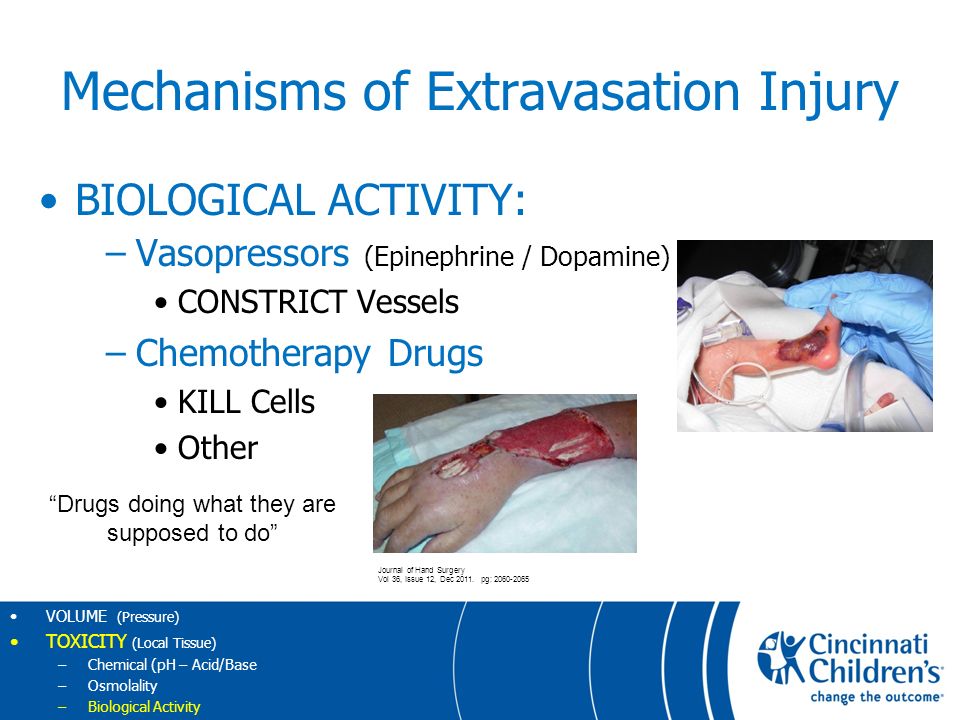 Mechanisms of Extravasation Injury
• BIOLOGICAL ACTIVITY:
–Vasopressors (Epinephrine / Dopamine)
• CONSTRICT Vessels
–Chemotherapy Drugs
• KILL Cells
• Other
“Drugs doing what they are
supposed to do”
Journal of Hand Surgery
Vol 36, Issue 12, Dec 2011. pg: 2060-2065
• VOLUME (Pressure)
• TOXICITY (Local Tissue)
– Chemical (pH – Acid/Base
– Osmolality
– Biological Activity
Cincinnati
Children's®
change the outcome®